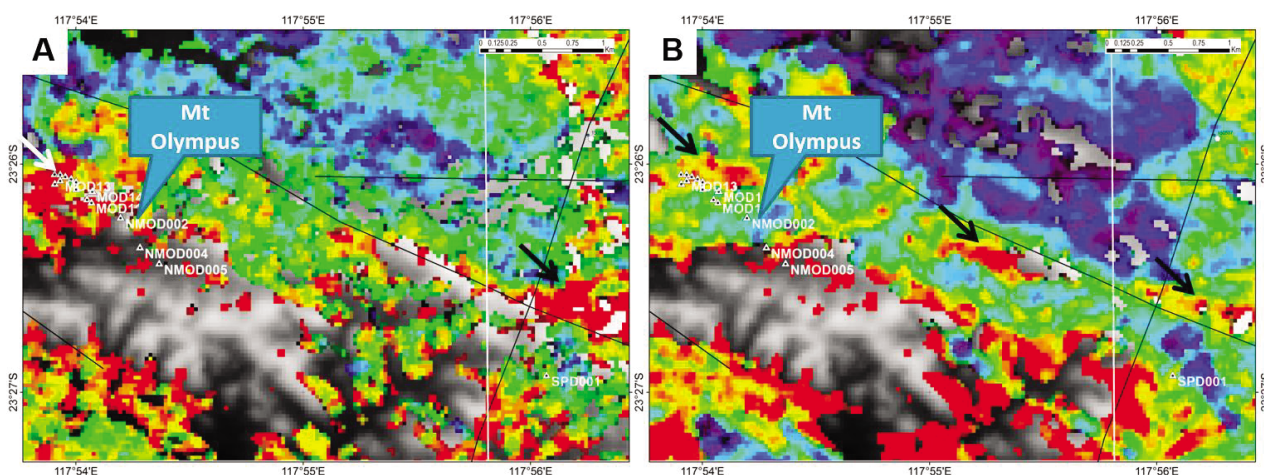 117°54'E
117°55'E
117°56'E
117°54'E
117°55'E
117°56'E
A
0 0.125 0.25 0.5 0.75 1
Km
Mt
Olympus
MOD13
MOD14
MOD1
NMOD002
NMOD004
NMOD005
SPD001
23°26'S
23°27'S
B
0 0.125 0.25 0.5 0.75 1
Km
Mt
Olympus
MOD13
MOD1
MOD1
NMOD002
NMOD004
NMOD005
SPD001
23°26'S
23°27'S
117°54'E
117°55'E
117°56'E
117°54'E
117°55'E
117°56'E